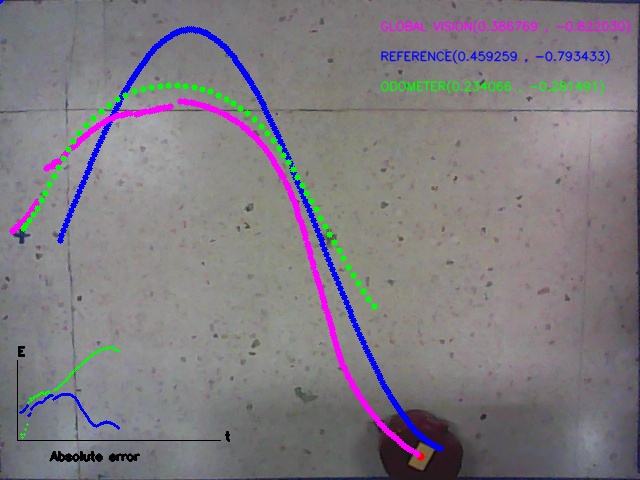 GLOBAL VISION(0.386769 , -0.822030)
REFERENCE(0.459259 , -0.793433)
ODOMETER(0.234066 , -0.281491)
E
t
Absolute error